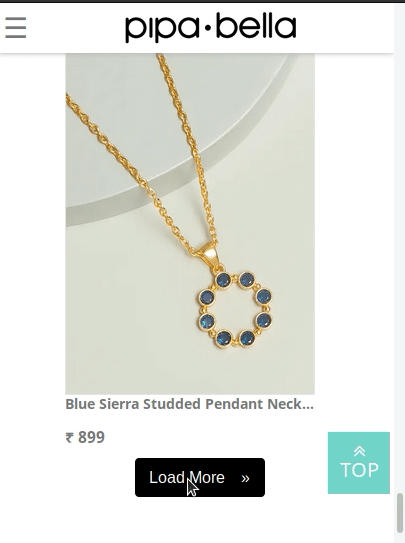 pipa•bella
Blue Sierra Studded Pendant Neck...
₹ 899
Load More »
TOP